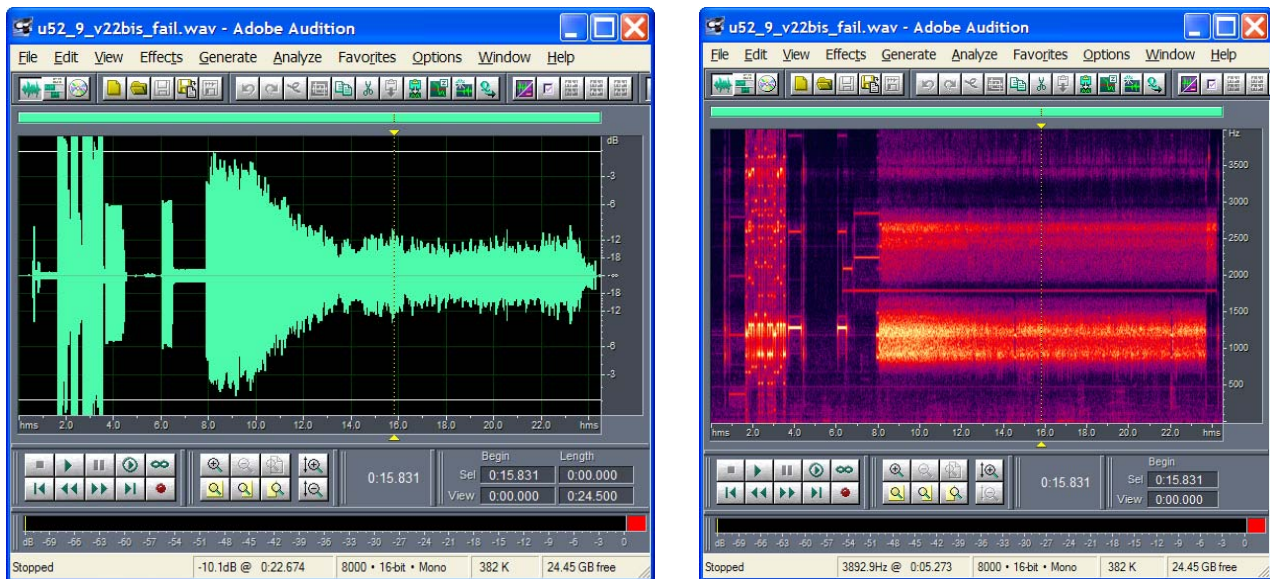 u52_9_v22bis_fail.wav - Adobe Audition
File Edit View Effects Generate Analyze Favorites Options Window Help
dB
-3
-6
-12
-18
-∞
-18
-12
-6
-3
hms 2.0 4.0 6.0 8.0 10.0 12.0 14.0 16.0 18.0 20.0 22.0 hms
0:15.831
Begin Length
Sel 0:15.831 0:00.000
View 0:00.000 0:24.500
dB -69 -66 -63 -60 -57 -54 -51 -48 -45 -42 -39 -36 -33 -30 -27 -24 -21 -18 -15 -12 -9 -6 -3 0
Stopped -10.1dB @ 0:22.674 8000 • 16-bit • Mono 382 K 24.45 GB free
u52_9_v22bis_fail.wav - Adobe Audition
File Edit View Effects Generate Analyze Favorites Options Window Help
Hz
3500
3000
2500
2000
1500
1000
500
hms 2.0 4.0 6.0 8.0 10.0 12.0 14.0 16.0 18.0 20.0 22.0 hms
0:15.831
Begin
Sel 0:15.831
View 0:00.000
dB -69 -66 -63 -60 -57 -54 -51 -48 -45 -42 -39 -36 -33 -30 -27 -24 -21 -18 -15 -12 -9 -6 -3 0
Stopped 3892.9Hz @ 0:05.273 8000 • 16-bit • Mono 382 K 24.45 GB free